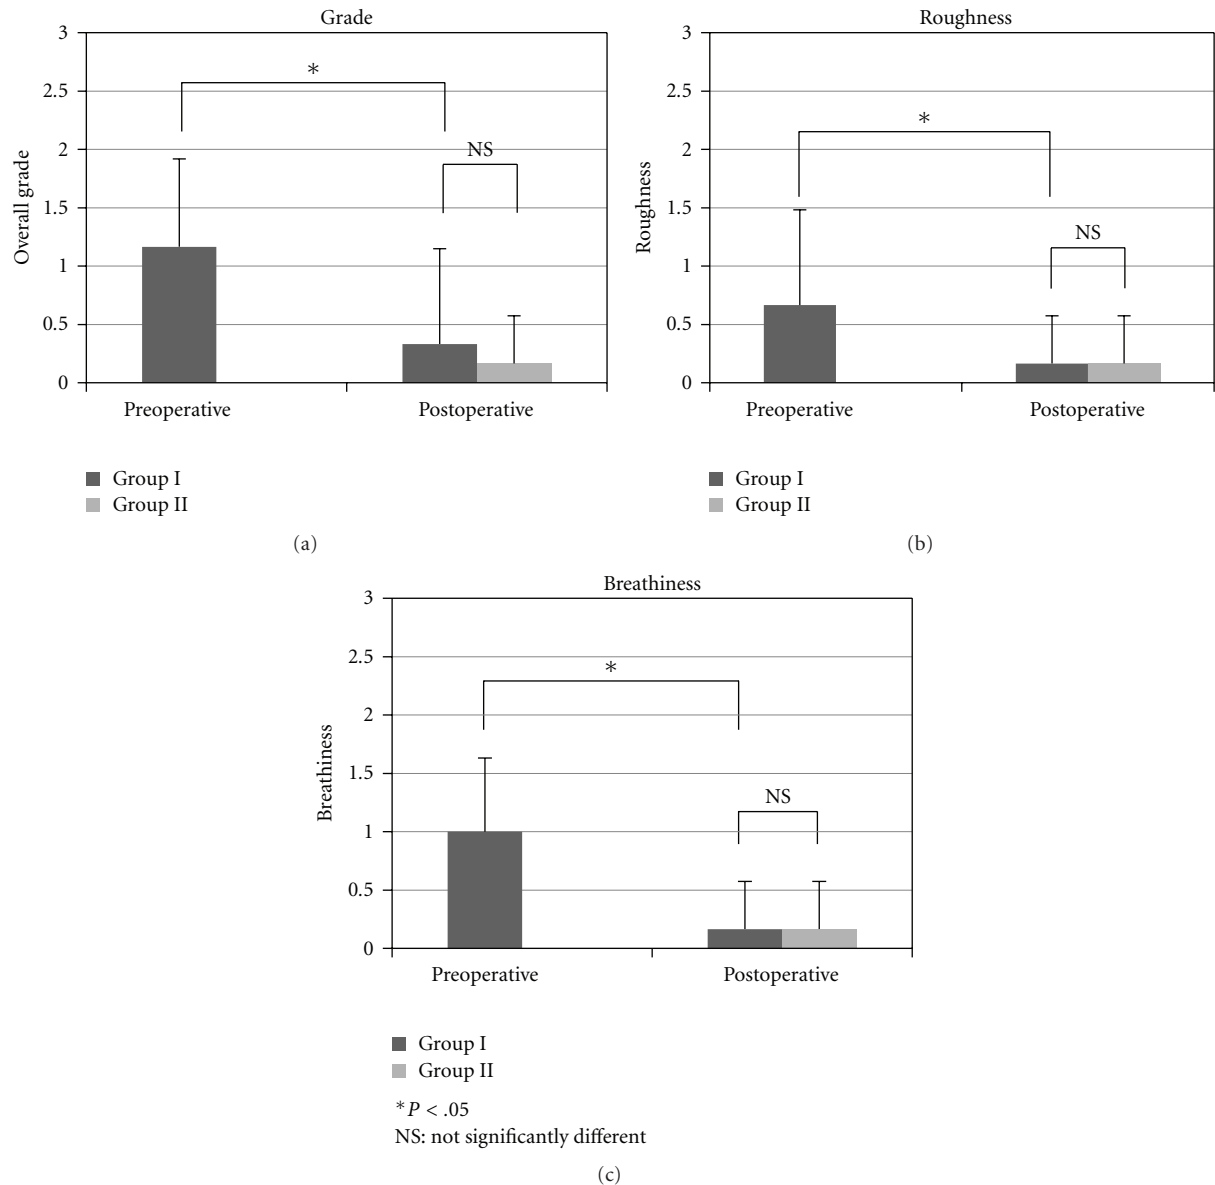 Grade
3
2.5
2
1.5
1
0.5
0
Overall grade
*
NS
Preoperative
Postoperative
Group I
Group II
(a)
Roughness
3
2.5
2
1.5
1
0.5
0
Roughness
*
NS
Preoperative
Postoperative
Group I
Group II
(b)
Breathiness
3
2.5
2
1.5
1
0.5
0
Breathiness
*
NS
Preoperative
Postoperative
Group I
Group II
*P < .05
NS: not significantly different
(c)